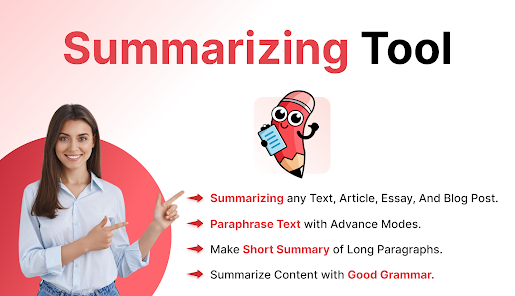 Summarizing Tool
Summarizing any Text, Article, Essay, And Blog Post.
Paraphrase Text with Advance Modes.
Make Short Summary of Long Paragraphs.
Summarize Content with Good Grammar.